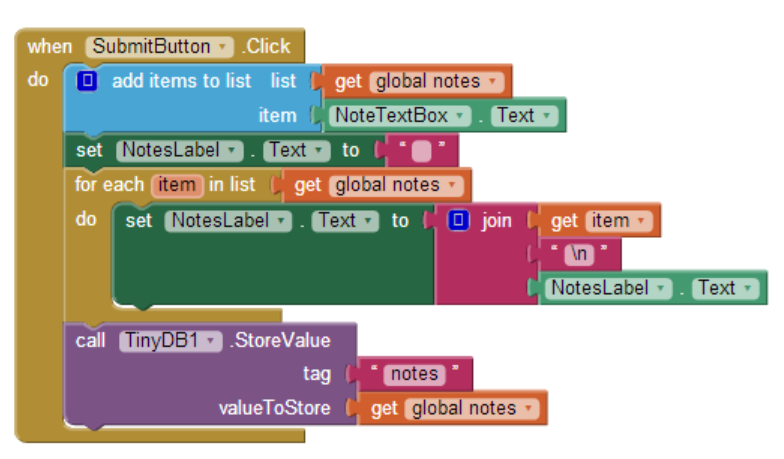 when SubmitButton .Click
do add items to list list get global notes
item NoteTextBox . Text
set NotesLabel . Text to " "
for each item in list get global notes
do set NotesLabel . Text to join get item
" \n "
NotesLabel . Text
call TinyDB1 .StoreValue
tag " notes "
valueToStore get global notes